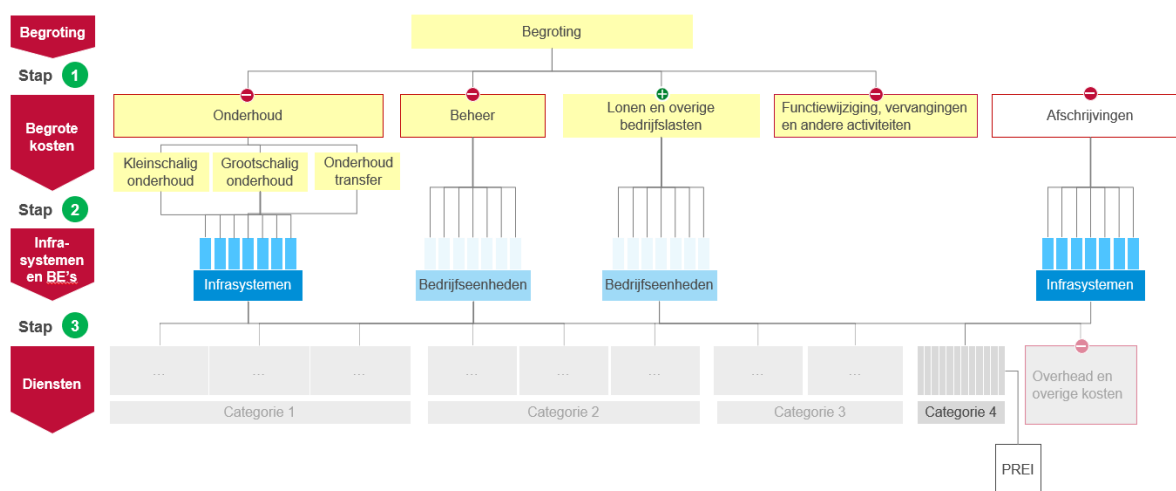 Begroting
Begroting
Stap 1
Begrote
kosten
Onderhoud
Beheer
Lonen en overige
bedrijfslasten
Functiewijziging, vervangingen
en andere activiteiten
Afschrijvingen
Kleinschalig
onderhoud
Grootschalig
onderhoud
Onderhoud
transfer
Stap 2
Infra-
systemen
en BE's
Infrasystemen
Bedrijfseenheden
Bedrijfseenheden
Infrasystemen
Stap 3
Diensten
...
...
...
...
...
...
...
...
Overhead en
overige kosten
Categorie 1
Categorie 2
Categorie 3
Categorie 4
PREI